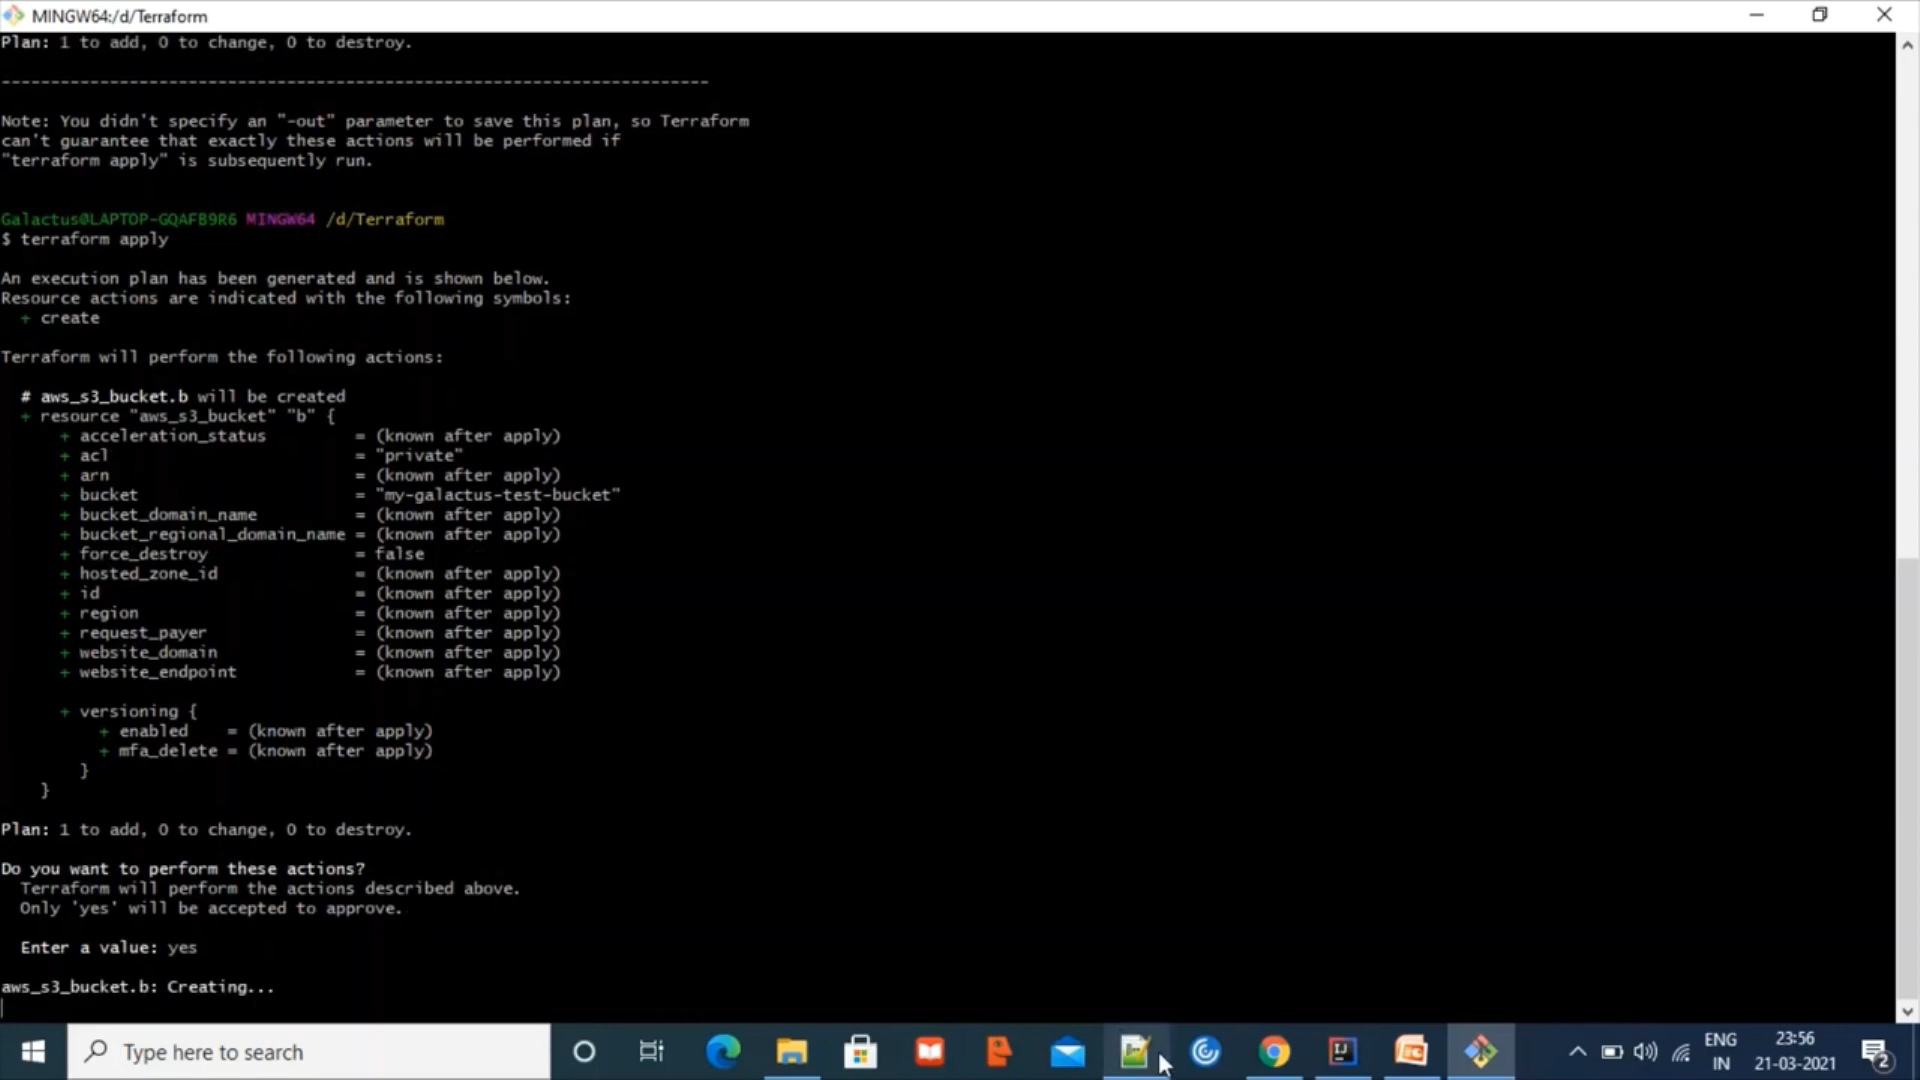 MINGW64:/d/Terraform
Plan: 1 to add, 0 to change, 0 to destroy.
------------------------------------------------------------------------
Note: You didn't specify an "-out" parameter to save this plan, so Terraform
can't guarantee that exactly these actions will be performed if
"terraform apply" is subsequently run.
Galactus@LAPTOP-GQAFB9R6 MINGW64 /d/Terraform
$ terraform apply
An execution plan has been generated and is shown below.
Resource actions are indicated with the following symbols:
+ create
Terraform will perform the following actions:
# aws_s3_bucket.b will be created
+ resource "aws_s3_bucket" "b" {
+ acceleration_status = (known after apply)
+ acl = "private"
+ arn = (known after apply)
+ bucket = "my-galactus-test-bucket"
+ bucket_domain_name = (known after apply)
+ bucket_regional_domain_name = (known after apply)
+ force_destroy = false
+ hosted_zone_id = (known after apply)
+ id = (known after apply)
+ region = (known after apply)
+ request_payer = (known after apply)
+ website_domain = (known after apply)
+ website_endpoint = (known after apply)
+ versioning {
+ enabled = (known after apply)
+ mfa_delete = (known after apply)
}
}
Plan: 1 to add, 0 to change, 0 to destroy.
Do you want to perform these actions?
Terraform will perform the actions described above.
Only 'yes' will be accepted to approve.
Enter a value: yes
aws_s3_bucket.b: Creating...
Type here to search
ENG
IN
23:56
21-03-2021
2